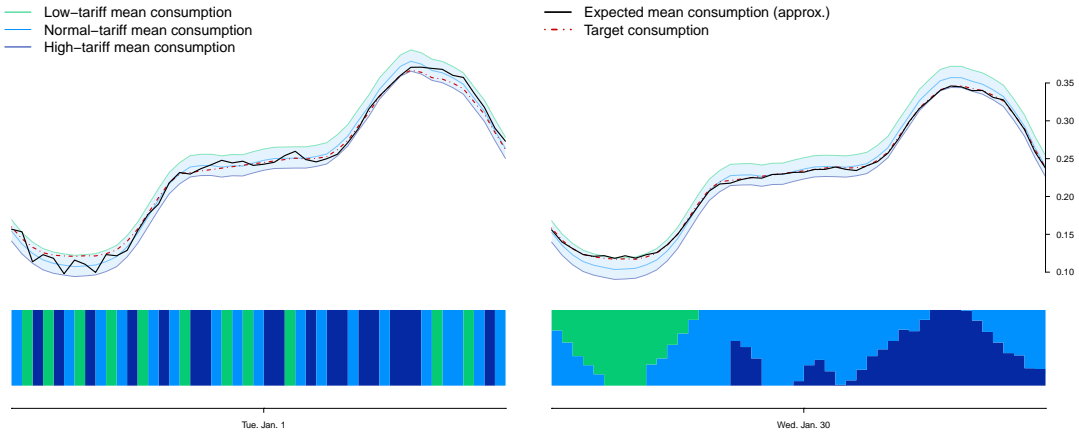 Low−tariff mean consumption
Normal−tariff mean consumption
High−tariff mean consumption
Expected mean consumption (approx.)
Target consumption
0.35
0.30
0.25
0.20
0.15
0.10
Tue. Jan. 1
Wed. Jan. 30